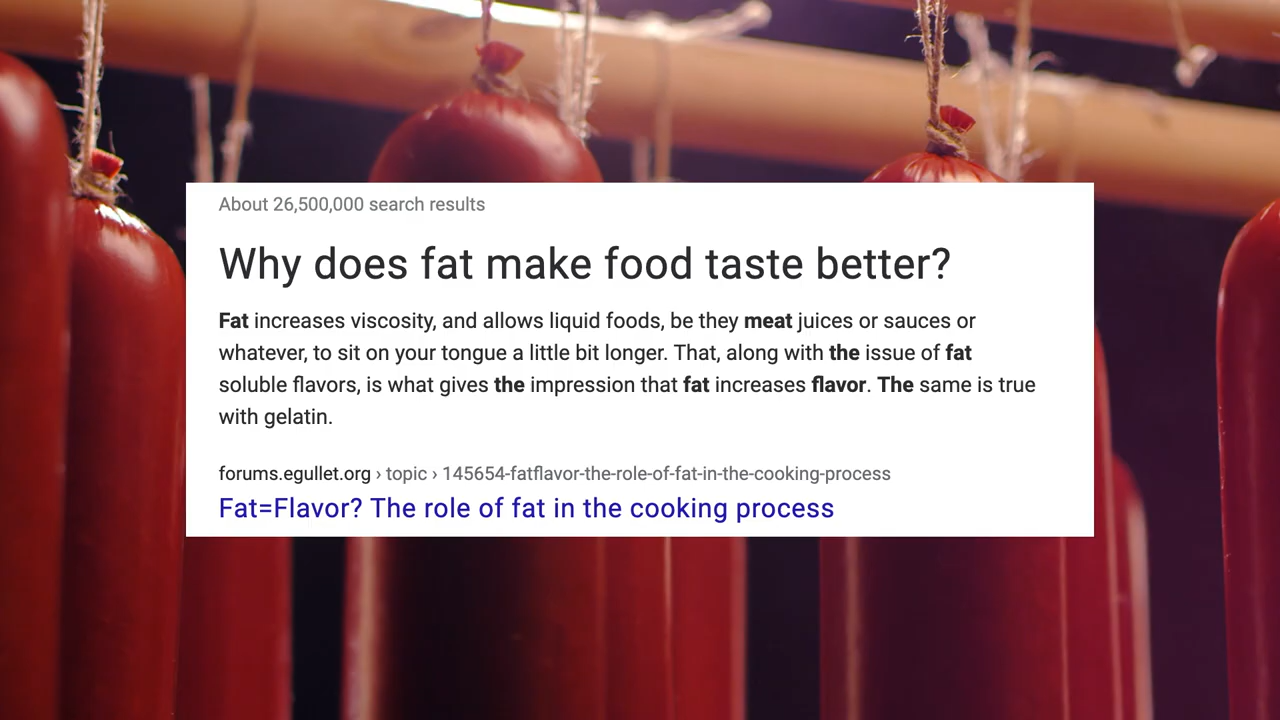 About 26,500,000 search results
Why does fat make food taste better?
Fat increases viscosity, and allows liquid foods, be they meat juices or sauces or
whatever, to sit on your tongue a little bit longer. That, along with the issue of fat
soluble flavors, is what gives the impression that fat increases flavor. The same is true
with gelatin.
forums.egullet.org › topic › 145654-fatflavor-the-role-of-fat-in-the-cooking-process
Fat=Flavor? The role of fat in the cooking process